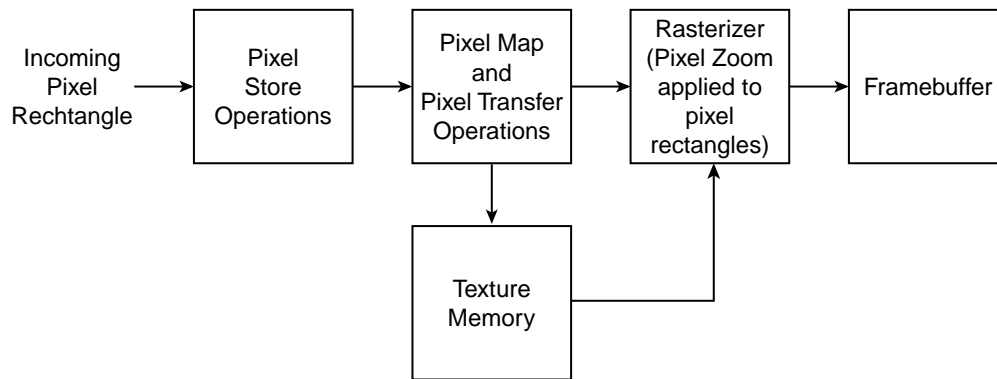 Incoming
Pixel
Rechtangle
Pixel
Store
Operations
Pixel Map
and
Pixel Transfer
Operations
Rasterizer
(Pixel Zoom
applied to
pixel
rectangles)
Framebuffer
Texture
Memory